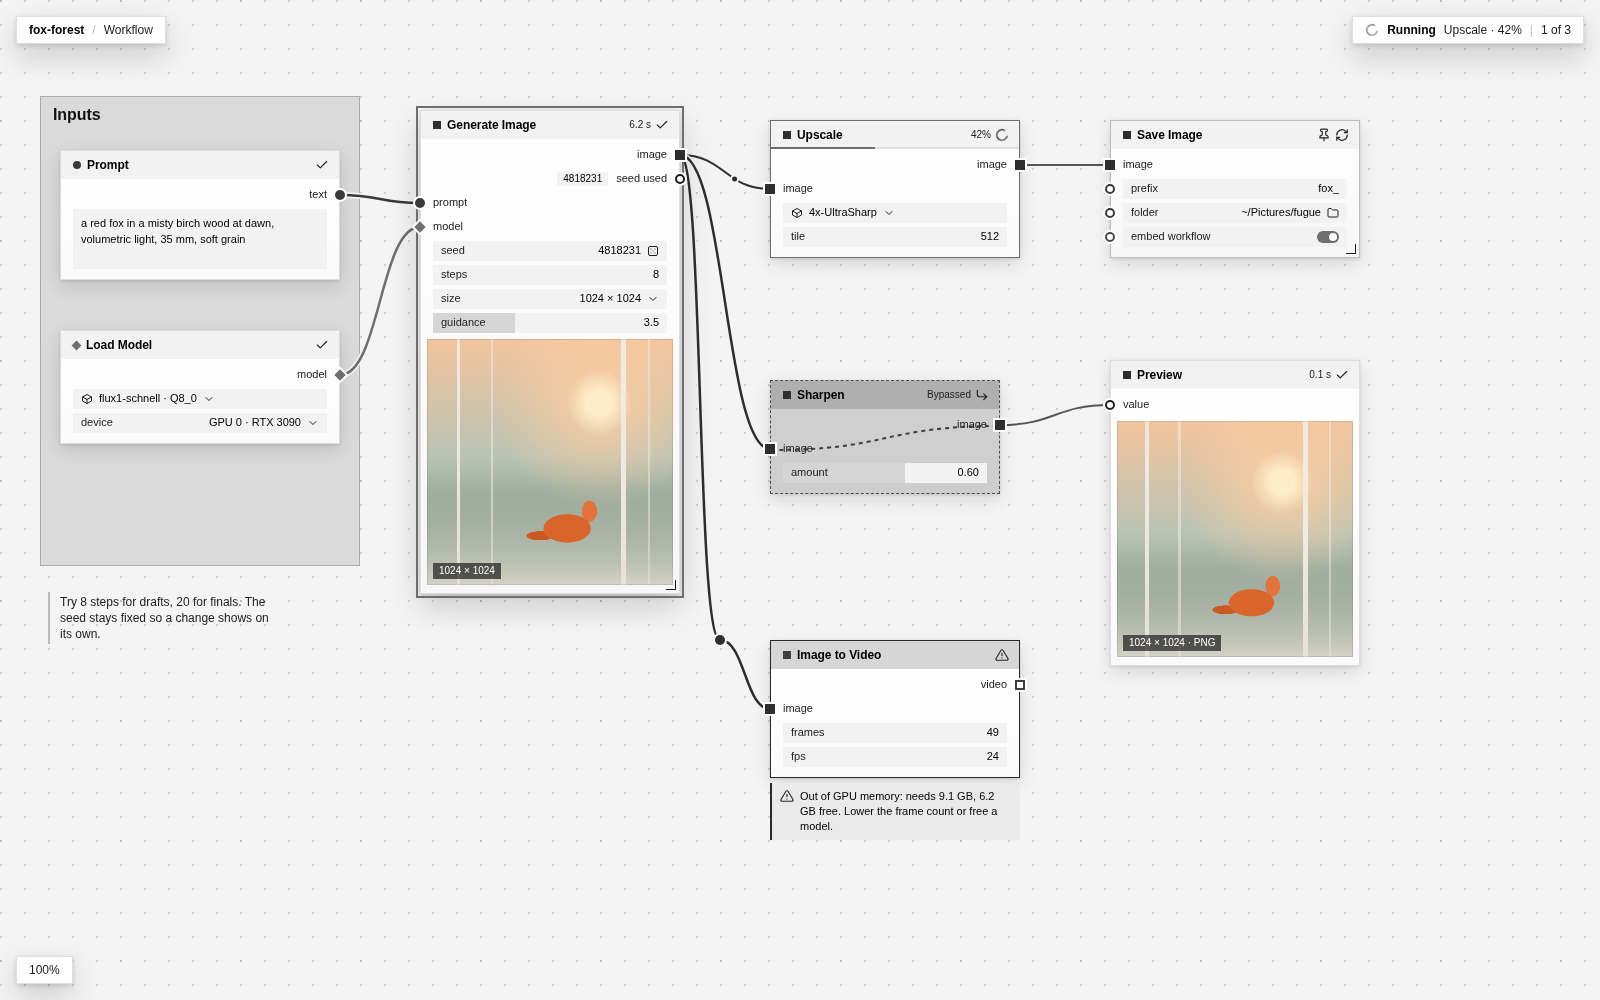 fox-forest / Workflow
Running Upscale · 42% | 1 of 3
Inputs
Prompt
text
a red fox in a misty birch wood at dawn,
volumetric light, 35 mm, soft grain
Load Model
model
flux1-schnell · Q8_0
device GPU 0 · RTX 3090
Try 8 steps for drafts, 20 for finals. The
seed stays fixed so a change shows on
its own.
Generate Image 6.2 s
image
4818231 seed used
prompt
model
seed 4818231
steps 8
size 1024 × 1024
guidance 3.5
1024 × 1024
Upscale 42%
image
image
4x-UltraSharp
tile 512
Save Image
image
prefix fox_
folder ~/Pictures/fugue
embed workflow
Sharpen Bypassed
image
image
amount 0.60
Preview 0.1 s
value
1024 × 1024 · PNG
Image to Video
video
image
frames 49
fps 24
Out of GPU memory: needs 9.1 GB, 6.2
GB free. Lower the frame count or free a
model.
100%